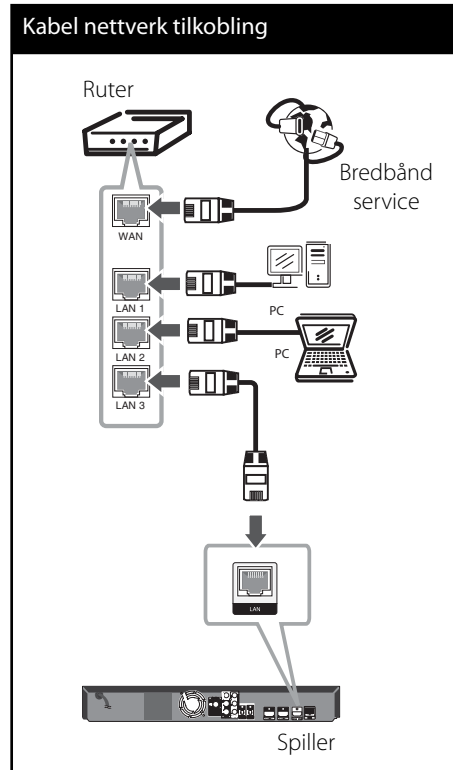 Kabel nettverk tilkobling
Ruter
Bredbånd
service
WAN
LAN 1
PC
LAN 2
PC
LAN 3
LAN
Spiller